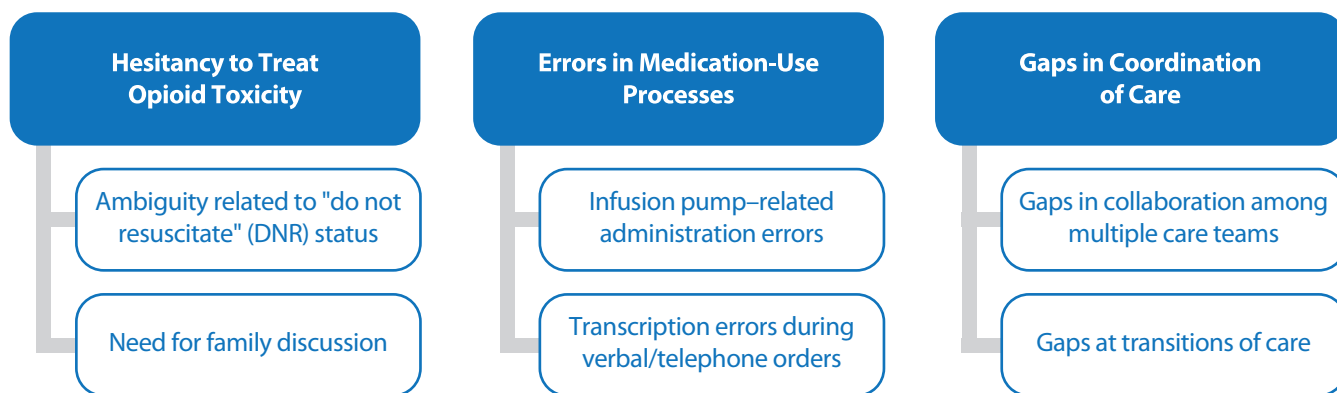 Hesitancy to Treat
Opioid Toxicity
Ambiguity related to "do not
resuscitate" (DNR) status
Need for family discussion
Errors in Medication-Use
Processes
Infusion pump–related
administration errors
Transcription errors during
verbal/telephone orders
Gaps in Coordination
of Care
Gaps in collaboration among
multiple care teams
Gaps at transitions of care